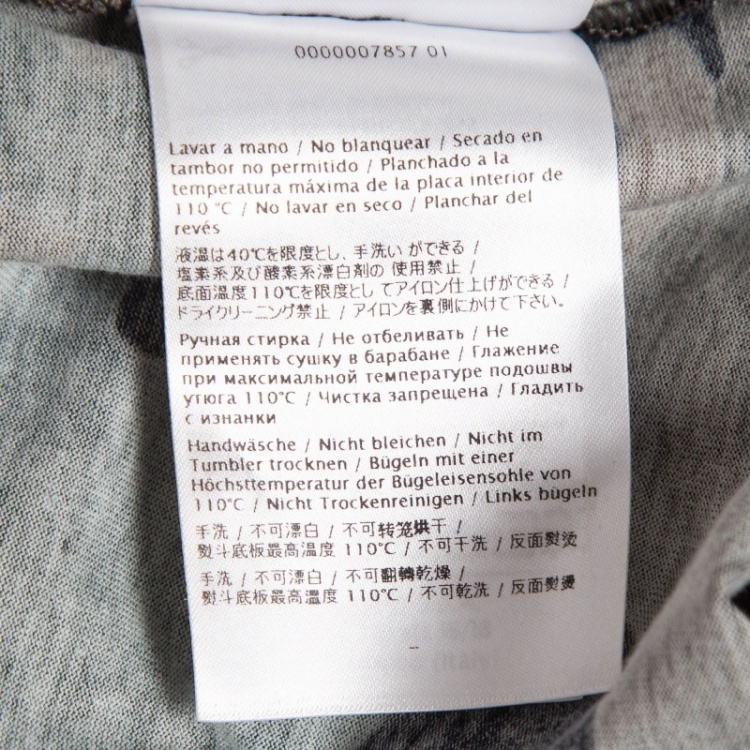 0000007857 01
Lavar a mano / No blanquear / Secado en
tambor no permitido / Planchado a la
temperatura máxima de la placa interior de
110 °C / No lavar en seco / Planchar del
revés
液温は40℃を限度とし、手洗い ができる /
塩素系及び酸素系漂白剤の 使用禁止 /
底面温度110℃を限度とし てアイロン仕上げができる /
ドライクリーニング禁止 / アイロンを裏側にかけて下さい。
Ручная стирка / Не отбеливать / Не
применять сушку в барабане / Глажение
при максимальной температуре подошвы
утюга 110°C / Чистка запрещена / Гладить
с изнанки
Handwäsche / Nicht bleichen / Nicht im
Tumbler trocknen / Bügeln mit einer
Höchsttemperatur der Bügeleisensohle von
110°C / Nicht Trockenreinigen / Links bügeln
手洗 / 不可漂白 / 不可转笼烘干 /
熨斗底板最高温度 110°C / 不可干洗 / 反面熨烫
手洗 / 不可漂白 / 不可翻轉乾燥 /
熨斗底板最高溫度 110°C / 不可乾洗 / 反面熨燙